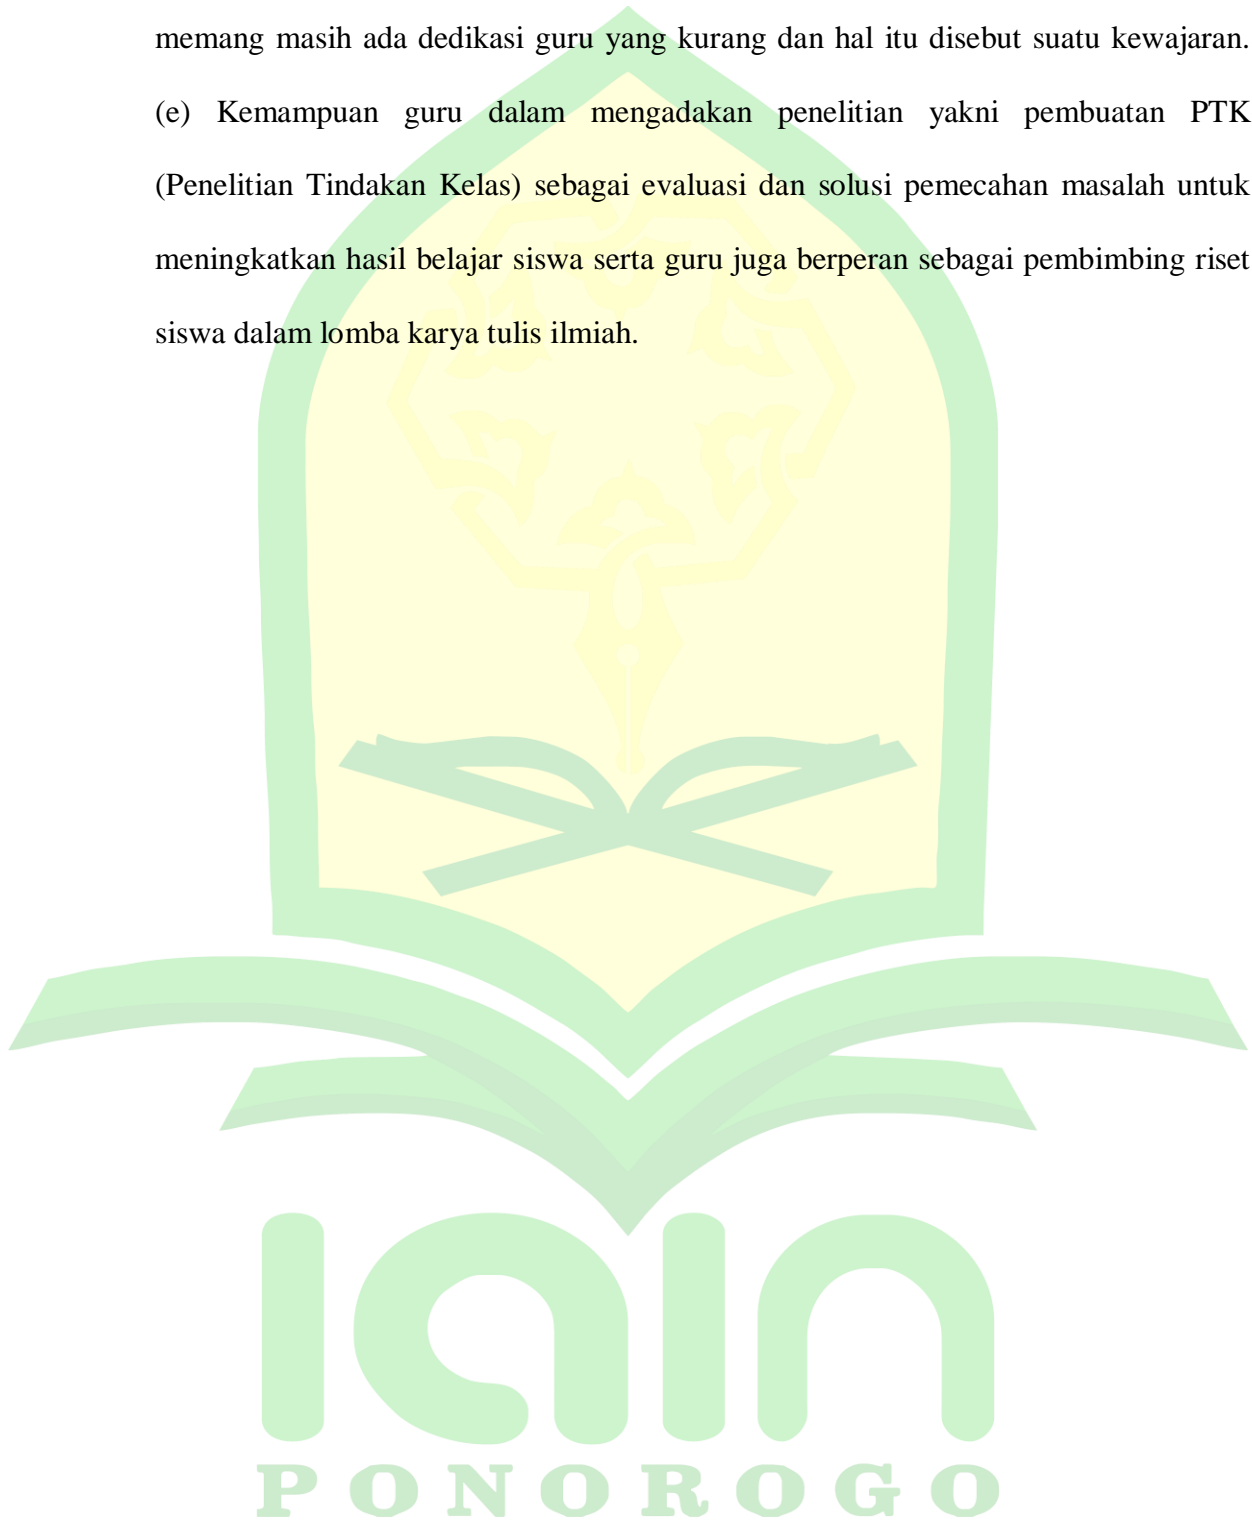 memang masih ada dedikasi guru yang kurang dan hal itu disebut suatu kewajaran.
(e) Kemampuan guru dalam mengadakan penelitian yakni pembuatan PTK
(Penelitian Tindakan Kelas) sebagai evaluasi dan solusi pemecahan masalah untuk
meningkatkan hasil belajar siswa serta guru juga berperan sebagai pembimbing riset
siswa dalam lomba karya tulis ilmiah.
iain
PONOROGO